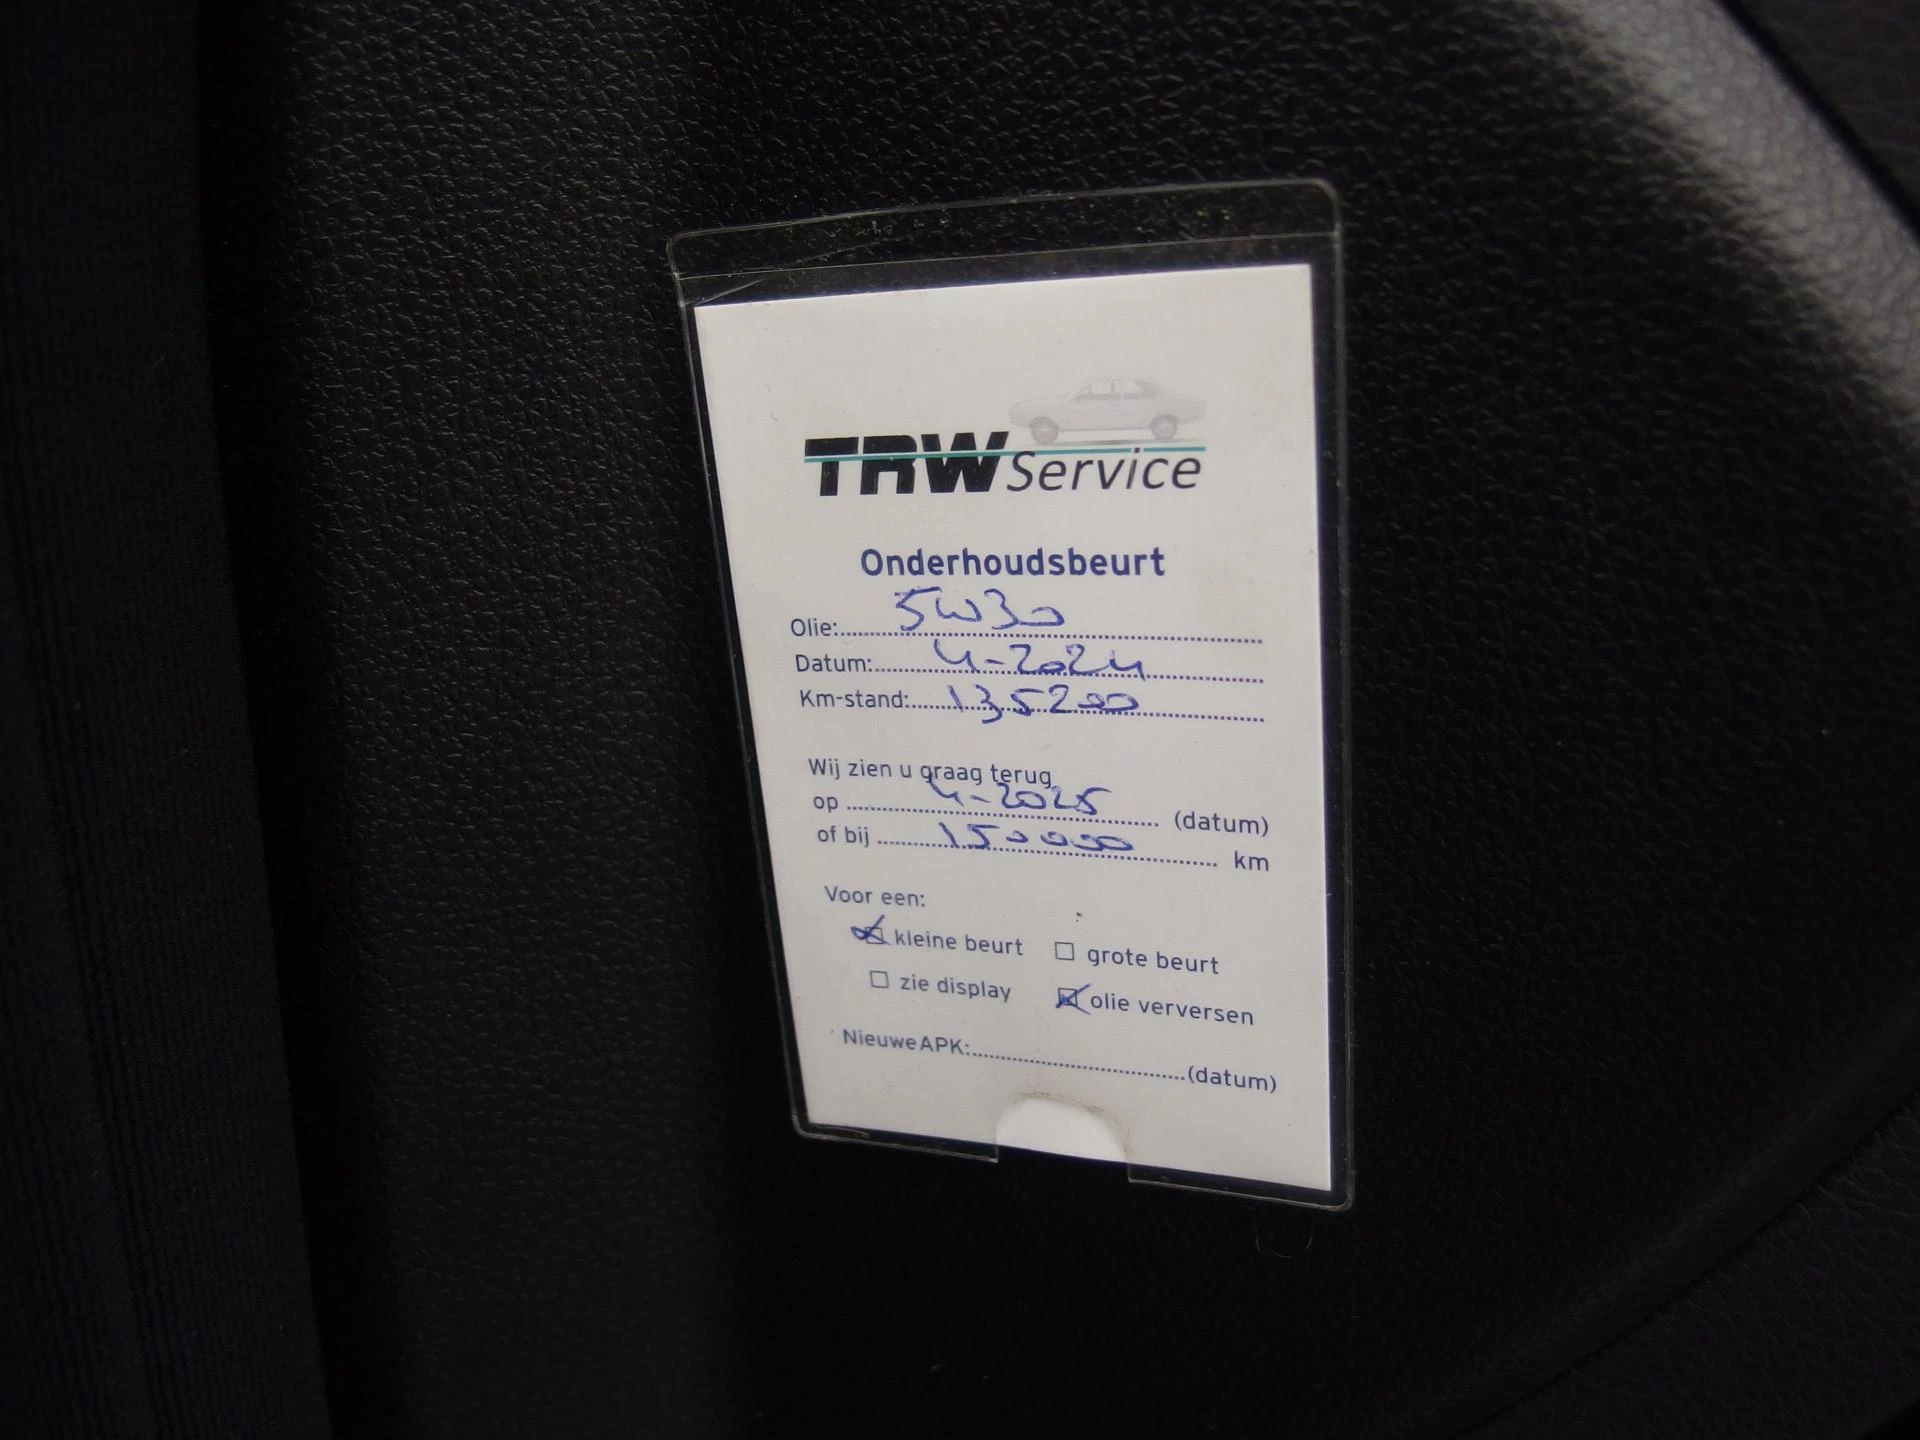 TRW Service
Onderhoudsbeurt
Olie: 5W30
Datum: 4-2024
Km-stand: 135200
Wij zien u graag terug
op 4-2025 (datum)
of bij 150000 km
Voor een:
kleine beurt grote beurt
zie display olie verversen
Nieuwe APK: (datum)